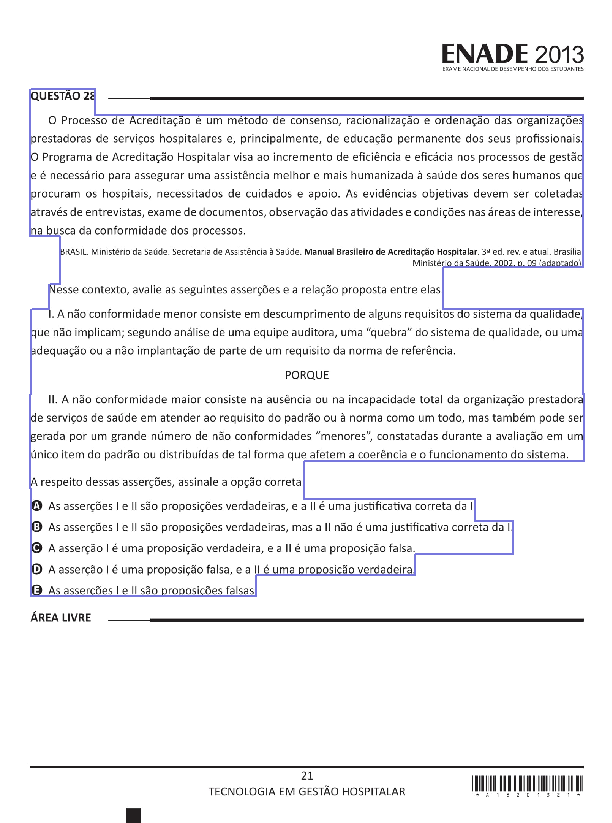 ENADE 2013
EXAME NACIONAL DE DESEMPENHO DOS ESTUDANTES
QUESTÃO 28
O Processo de Acreditação é um método de consenso, racionalização e ordenação das organizações
prestadoras de serviços hospitalares e, principalmente, de educação permanente dos seus profissionais.
O Programa de Acreditação Hospitalar visa ao incremento de eficiência e eficácia nos processos de gestão
e é necessário para assegurar uma assistência melhor e mais humanizada à saúde dos seres humanos que
procuram os hospitais, necessitados de cuidados e apoio. As evidências objetivas devem ser coletadas
através de entrevistas, exame de documentos, observação das atividades e condições nas áreas de interesse,
na busca da conformidade dos processos.
BRASIL. Ministério da Saúde. Secretaria de Assistência à Saúde. Manual Brasileiro de Acreditação Hospitalar. 3ª ed. rev. e atual. Brasília:
Ministério da Saúde, 2002, p. 09 (adaptado).
Nesse contexto, avalie as seguintes asserções e a relação proposta entre elas.
I. A não conformidade menor consiste em descumprimento de alguns requisitos do sistema da qualidade,
que não implicam; segundo análise de uma equipe auditora, uma “quebra” do sistema de qualidade, ou uma
adequação ou a não implantação de parte de um requisito da norma de referência.
PORQUE
II. A não conformidade maior consiste na ausência ou na incapacidade total da organização prestadora
de serviços de saúde em atender ao requisito do padrão ou à norma como um todo, mas também pode ser
gerada por um grande número de não conformidades “menores”, constatadas durante a avaliação em um
único item do padrão ou distribuídas de tal forma que afetem a coerência e o funcionamento do sistema.
A respeito dessas asserções, assinale a opção correta.
A As asserções I e II são proposições verdadeiras, e a II é uma justificativa correta da I.
B As asserções I e II são proposições verdadeiras, mas a II não é uma justificativa correta da I.
C A asserção I é uma proposição verdadeira, e a II é uma proposição falsa.
D A asserção I é uma proposição falsa, e a II é uma proposição verdadeira.
E As asserções I e II são proposições falsas.
ÁREA LIVRE
21
TECNOLOGIA EM GESTÃO HOSPITALAR